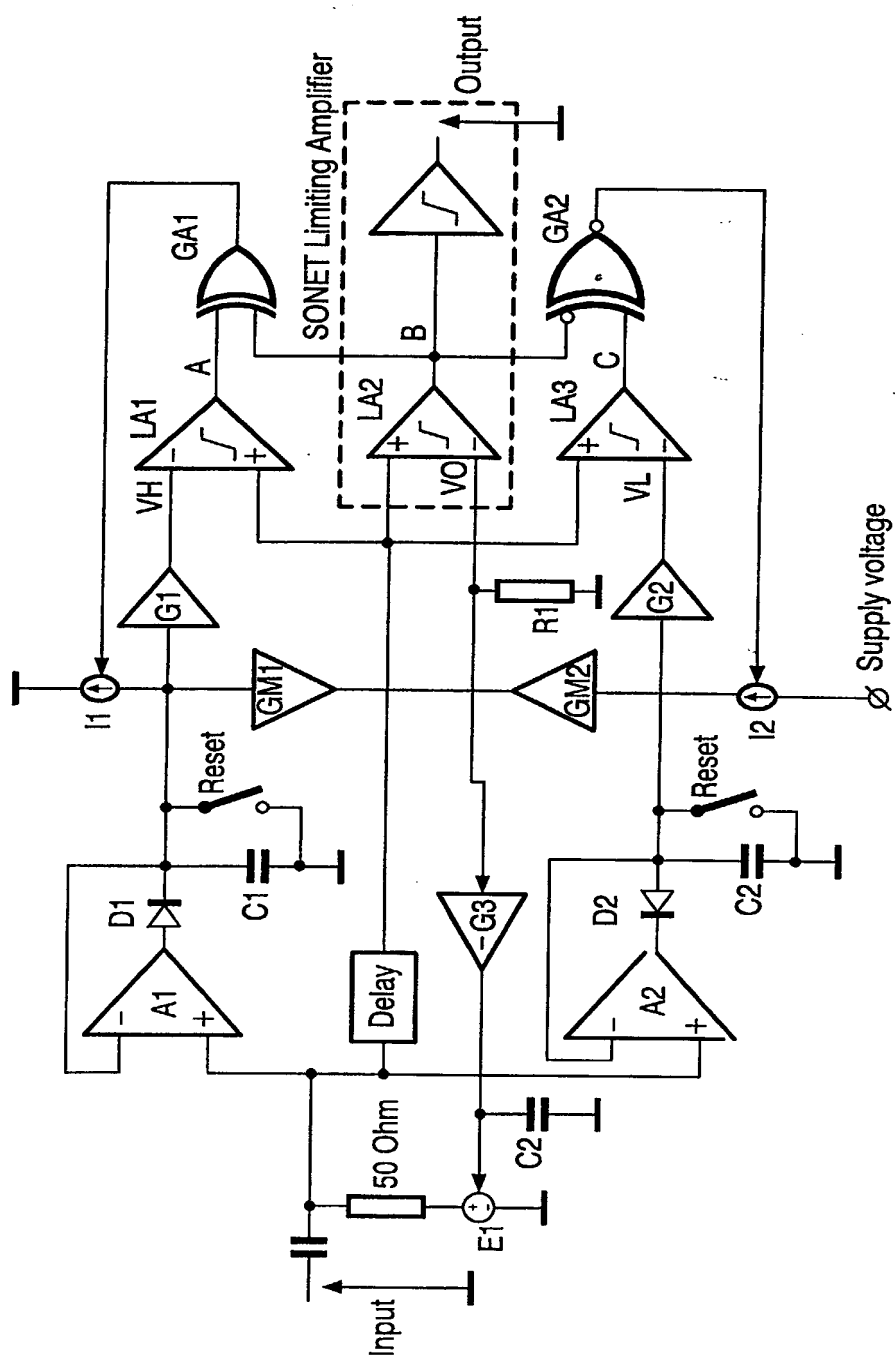 SONET Limiting Amplifier
Output
GA1
GA2
A
B
C
LA1
LA2
LA3
VH
VO
VL
-
+
+
-
+
-
G1
G2
R1
I1
GM1
GM2
I2
Supply voltage
Reset
Reset
D1
C1
D2
C2
-G3
A1
-
+
A2
-
+
Delay
C2
50 Ohm
E1
+
-
Input